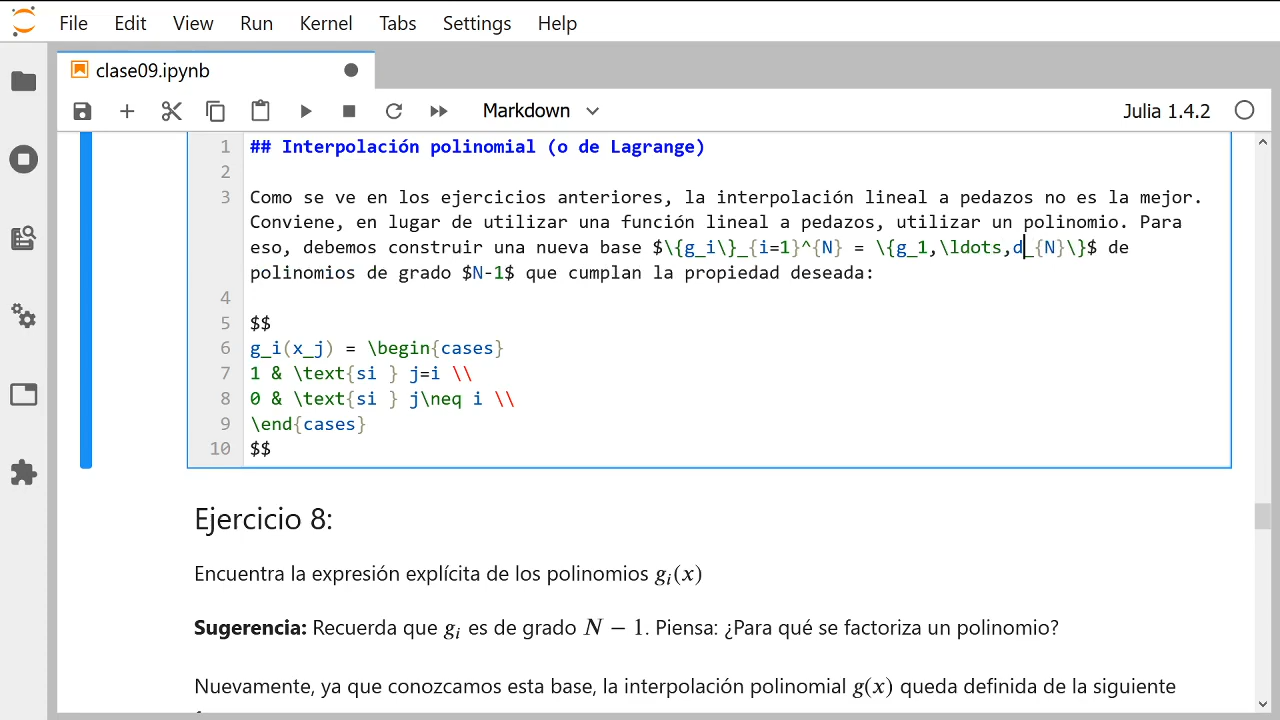 File Edit View Run Kernel Tabs Settings Help
clase09.ipynb
Markdown Julia 1.4.2
1 ## Interpolación polinomial (o de Lagrange)
2
3 Como se ve en los ejercicios anteriores, la interpolación lineal a pedazos no es la mejor.
Conviene, en lugar de utilizar una función lineal a pedazos, utilizar un polinomio. Para
eso, debemos construir una nueva base $\{g_i\}_{i=1}^{N} = \{g_1,\ldots,d_{N}\}$ de
polinomios de grado $N-1$ que cumplan la propiedad deseada:
4
5 $$
6 g_i(x_j) = \begin{cases}
7 1 & \text{si } j=i \\
8 0 & \text{si } j\neq i \\
9 \end{cases}
10 $$
Ejercicio 8:
Encuentra la expresión explícita de los polinomios gᵢ(x)
Sugerencia: Recuerda que gᵢ es de grado N − 1. Piensa: ¿Para qué se factoriza un polinomio?
Nuevamente, ya que conozcamos esta base, la interpolación polinomial g(x) queda definida de la siguiente